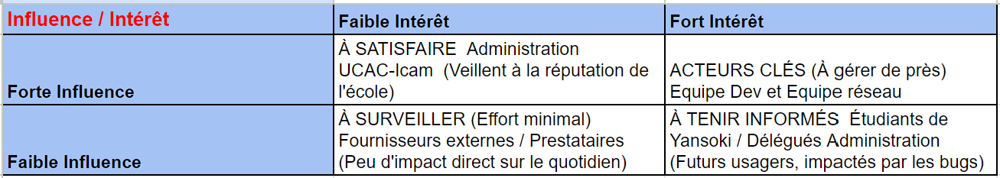 Influence / Intérêt
Faible Intérêt
Fort Intérêt
Forte Influence
À SATISFAIRE  Administration
UCAC-Icam  (Veillent à la réputation de
l'école)
ACTEURS CLÉS (À gérer de près)
Equipe Dev et Equipe réseau
Faible Influence
À SURVEILLER (Effort minimal)
Fournisseurs externes / Prestataires
(Peu d'impact direct sur le quotidien)
À TENIR INFORMÉS  Étudiants de
Yansoki / Délégués Administration
(Futurs usagers, impactés par les bugs)